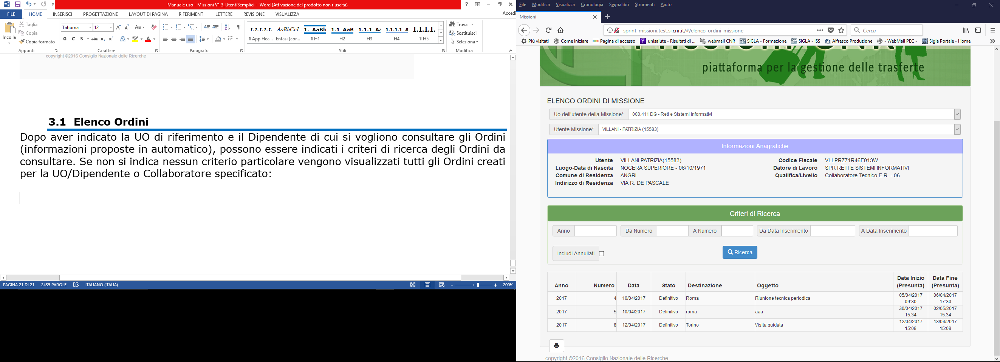 Manuale uso - Missioni V1 3_UtentiSemplici - Word (Attivazione del prodotto non riuscita)
FILE HOME INSERISCI PROGETTAZIONE LAYOUT DI PAGINA RIFERIMENTI LETTERE REVISIONE VISUALIZZA Accedi
Incolla
Taglia
Copia
Copia formato
Appunti
Tahoma 12
G C S abc x₂ x²
Carattere
Paragrafo
1.1.1.1.1. AaBbCcL 1. AaBb 1.1 AaB 1.1.1 Aa 1.1.1.1 A 1.1.1.1.
¶ App Hea... Enfasi (cor... ¶ H1 H2 H3 H4 ¶ H5
Stili
Trova
Sostituisci
Seleziona
Modifica
copyright ©2016 Consiglio Nazionale delle Ricerche
3.1 Elenco Ordini
Dopo aver indicato la UO di riferimento e il Dipendente di cui si vogliono consultare gli Ordini
(informazioni proposte in automatico), possono essere indicati i criteri di ricerca degli Ordini da
consultare. Se non si indica nessun criterio particolare vengono visualizzati tutti gli Ordini creati
per la UO/Dipendente o Collaboratore specificato:
PAGINA 21 DI 21 2435 PAROLE ITALIANO (ITALIA) 200%
File Modifica Visualizza Cronologia Segnalibri Strumenti Aiuto
Missioni
sprint-missioni.test.si.cnr.it/#/elenco-ordini-missione Cerca
Più visitati Come iniziare Pagina di accesso unisalute - Risultati di ... webmail CNR SIGLA - Formazione SIGLA - ISS Alfresco Produzione - WebMail PEC - Sigla Portale - Home
piattaforma per la gestione delle trasferte
ELENCO ORDINI DI MISSIONE
Uo dell'utente della Missione* 000.411 DG - Reti e Sistemi Informativi
Utente Missione* VILLANI - PATRIZIA (15583)
Informazioni Anagrafiche
Utente VILLANI PATRIZIA(15583) Codice Fiscale VLLPRZ71R46F913W
Luogo-Data di Nascita NOCERA SUPERIORE - 06/10/1971 Datore di Lavoro SPR RETI E SISTEMI INFORMATIVI
Comune di Residenza ANGRI Qualifica/Livello Collaboratore Tecnico E.R. - 06
Indirizzo di Residenza VIA R. DE PASCALE
Criteri di Ricerca
Anno Da Numero A Numero Da Data Inserimento A Data Inserimento
Includi Annullati Ricerca
Anno Numero Data Stato Destinazione Oggetto Data Inizio (Presunta) Data Fine (Presunta)
2017 4 10/04/2017 Definitivo Roma Riunione tecnica periodica 05/04/2017 09:30 06/04/2017 17:30
2017 5 10/04/2017 Definitivo roma aaa 30/04/2017 15:34 02/05/2017 15:34
2017 8 12/04/2017 Definitivo Torino Visita guidata 12/04/2017 15:08 13/04/2017 15:08
copyright ©2016 Consiglio Nazionale delle Ricerche